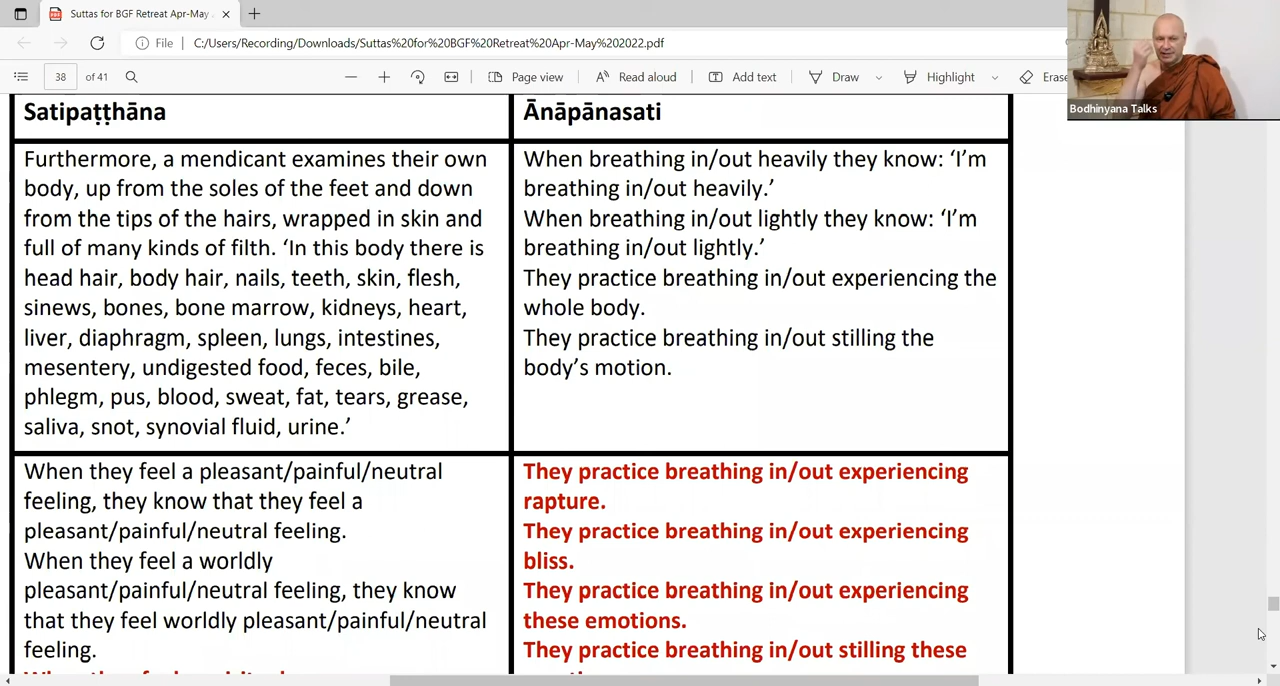 Suttas for BGF Retreat Apr-May
File C:/Users/Recording/Downloads/Suttas%20for%20BGF%20Retreat%20Apr-May%202022.pdf
38 of 41 Page view Read aloud Add text Draw Highlight Erase
Bodhinyana Talks
Satipaṭṭhāna
Furthermore, a mendicant examines their own
body, up from the soles of the feet and down
from the tips of the hairs, wrapped in skin and
full of many kinds of filth. ‘In this body there is
head hair, body hair, nails, teeth, skin, flesh,
sinews, bones, bone marrow, kidneys, heart,
liver, diaphragm, spleen, lungs, intestines,
mesentery, undigested food, feces, bile,
phlegm, pus, blood, sweat, fat, tears, grease,
saliva, snot, synovial fluid, urine.’
Ānāpānasati
When breathing in/out heavily they know: ‘I’m
breathing in/out heavily.’
When breathing in/out lightly they know: ‘I’m
breathing in/out lightly.’
They practice breathing in/out experiencing the
whole body.
They practice breathing in/out stilling the
body’s motion.
When they feel a pleasant/painful/neutral
feeling, they know that they feel a
pleasant/painful/neutral feeling.
When they feel a worldly
pleasant/painful/neutral feeling, they know
that they feel worldly pleasant/painful/neutral
feeling.
They practice breathing in/out experiencing
rapture.
They practice breathing in/out experiencing
bliss.
They practice breathing in/out experiencing
these emotions.
They practice breathing in/out stilling these